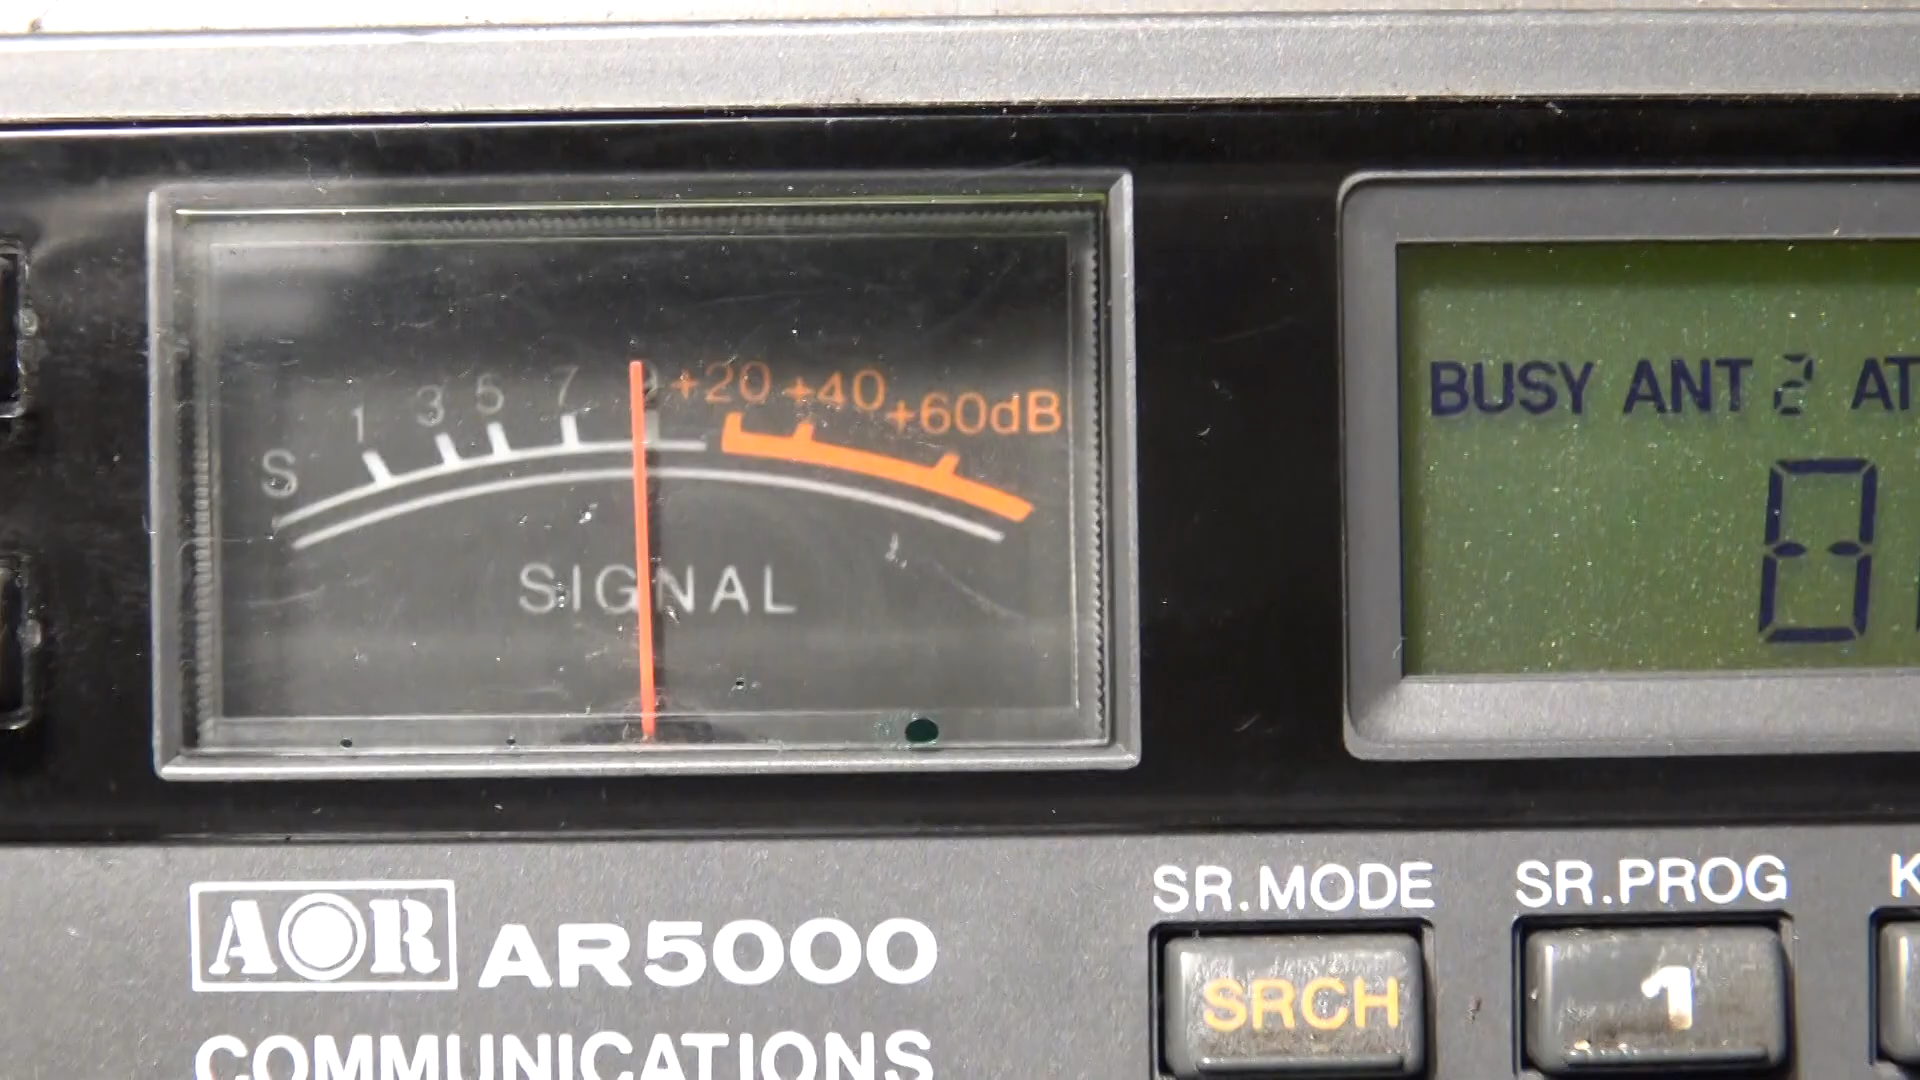 1 3 5 7 9 +20 +40 +60dB
S
SIGNAL
BUSY ANT 2 AT
0
AOR AR5000
COMMUNICATIONS
SR.MODE SR.PROG K
SRCH 1